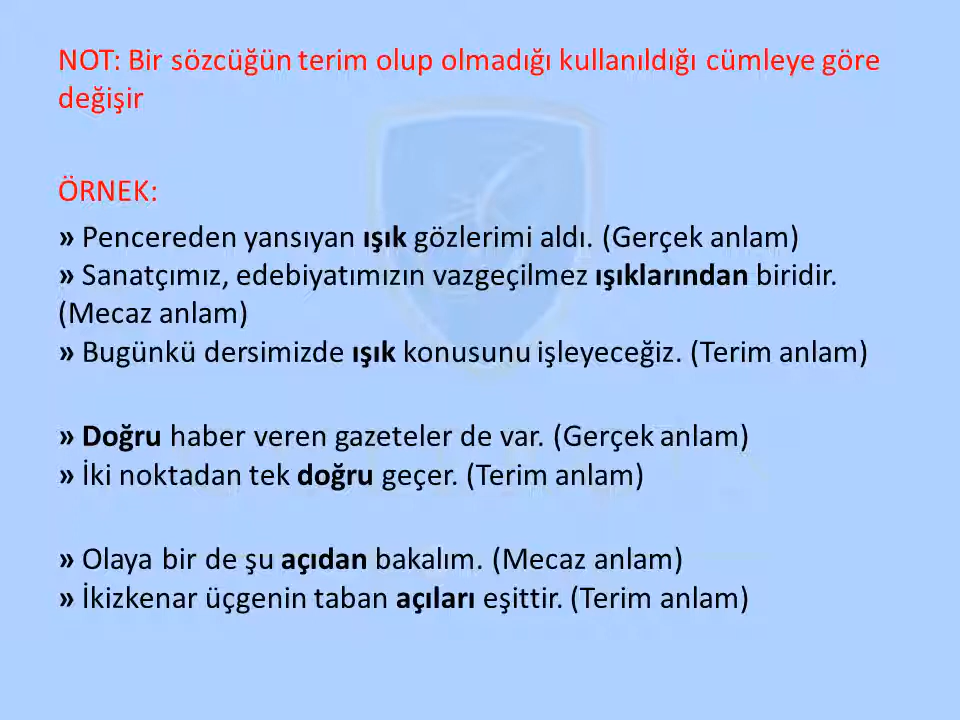 NOT: Bir sözcüğün terim olup olmadığı kullanıldığı cümleye göre
değişir
ÖRNEK:
» Pencereden yansıyan ışık gözlerimi aldı. (Gerçek anlam)
» Sanatçımız, edebiyatımızın vazgeçilmez ışıklarından biridir.
(Mecaz anlam)
» Bugünkü dersimizde ışık konusunu işleyeceğiz. (Terim anlam)
» Doğru haber veren gazeteler de var. (Gerçek anlam)
» İki noktadan tek doğru geçer. (Terim anlam)
» Olaya bir de şu açıdan bakalım. (Mecaz anlam)
» İkizkenar üçgenin taban açıları eşittir. (Terim anlam)